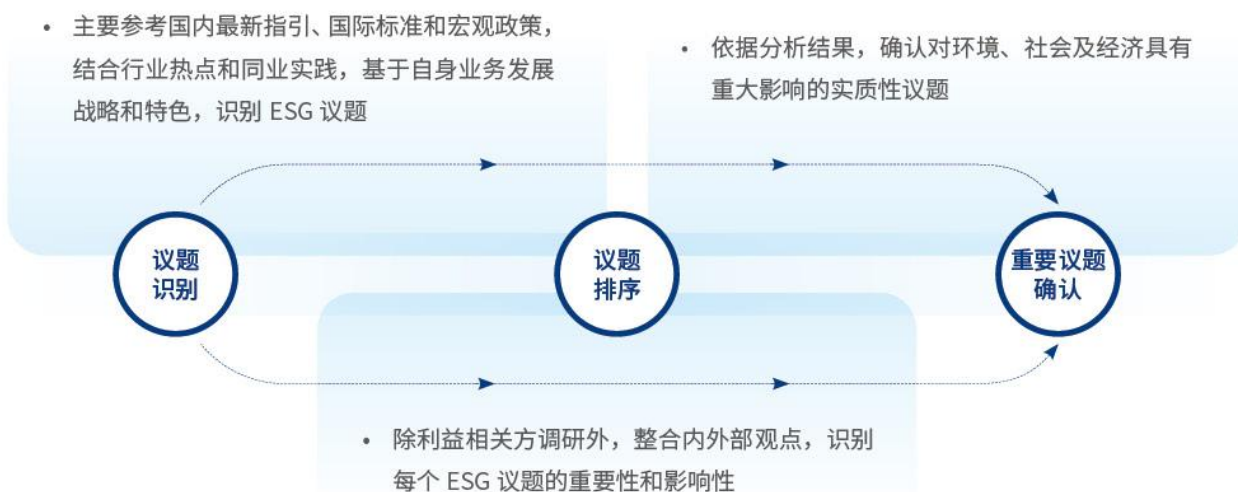 • 主要参考国内最新指引、国际标准和宏观政策，
结合行业热点和同业实践，基于自身业务发展
战略和特色，识别 ESG 议题
• 依据分析结果，确认对环境、社会及经济具有
重大影响的实质性议题
议题
识别
议题
排序
重要议题
确认
• 除利益相关方调研外，整合内外部观点，识别
每个 ESG 议题的重要性和影响性